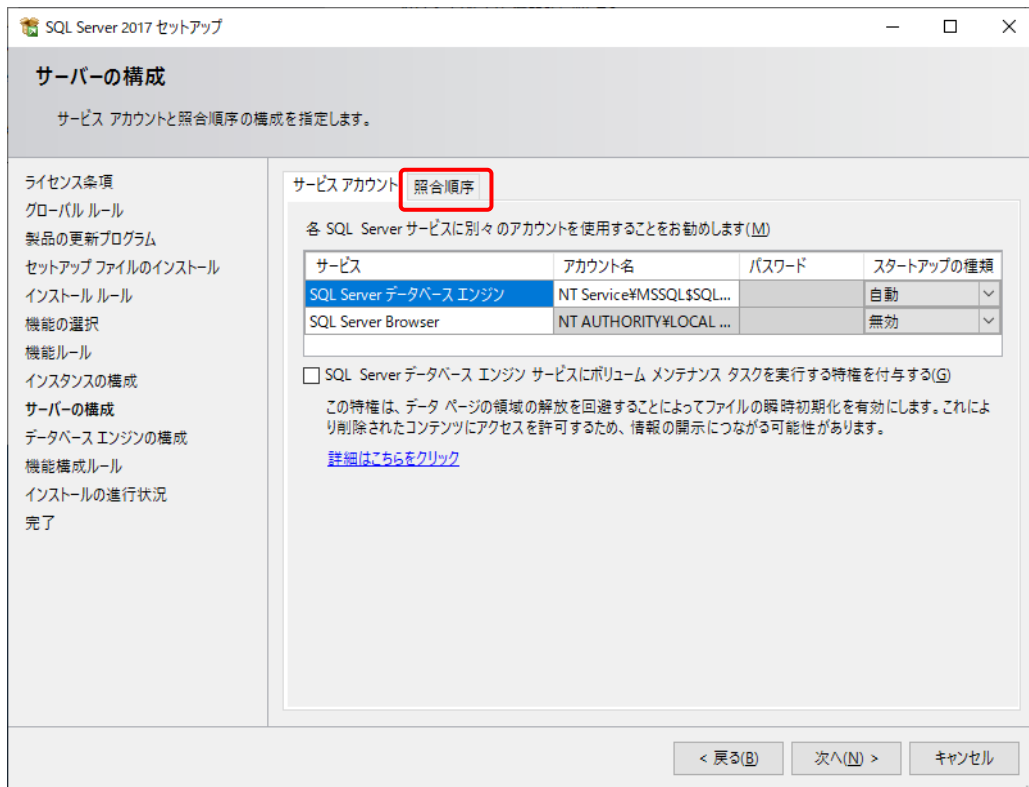 SQL Server 2017 セットアップ
サーバーの構成
サービス アカウントと照合順序の構成を指定します。
ライセンス条項
グローバル ルール
製品の更新プログラム
セットアップ ファイルのインストール
インストール ルール
機能の選択
機能ルール
インスタンスの構成
サーバーの構成
データベース エンジンの構成
機能構成ルール
インストールの進行状況
完了
サービス アカウント 照合順序
各 SQL Server サービスに別々のアカウントを使用することをお勧めします(M)
サービス アカウント名 パスワード スタートアップの種類
SQL Server データベース エンジン NT Service¥MSSQL$SQL... 自動
SQL Server Browser NT AUTHORITY¥LOCAL ... 無効
SQL Server データベース エンジン サービスにボリューム メンテナンス タスクを実行する特権を付与する(G)
この特権は、データ ページの領域の解放を回避することによってファイルの瞬時初期化を有効にします。これによ
り削除されたコンテンツにアクセスを許可するため、情報の開示につながる可能性があります。
詳細はこちらをクリック
< 戻る(B) 次へ(N) > キャンセル